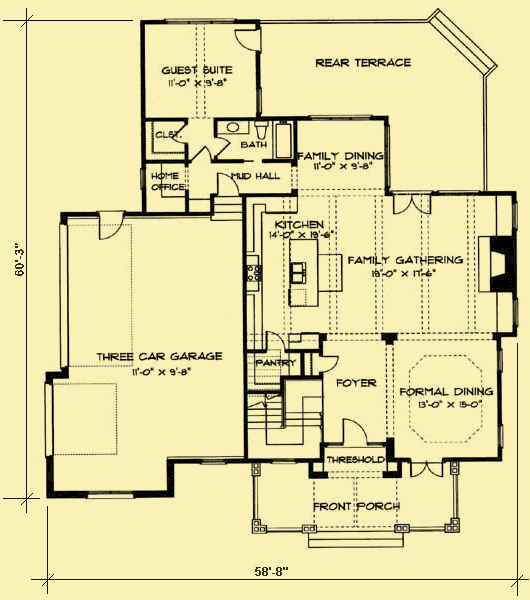 GUEST SUITE
11'-0" X 9'-8"
REAR TERRACE
CLST.
BATH
FAMILY DINING
11'-0" X 9'-8"
HOME
OFFICE
MUD HALL
KITCHEN
14'-0" X 19'-6"
FAMILY GATHERING
19'-0" X 17'-6"
60'-3"
THREE CAR GARAGE
11'-0" X 9'-8"
PANTRY
FOYER
FORMAL DINING
13'-0" X 15'-0"
THRESHOLD
FRONT PORCH
58'-8"